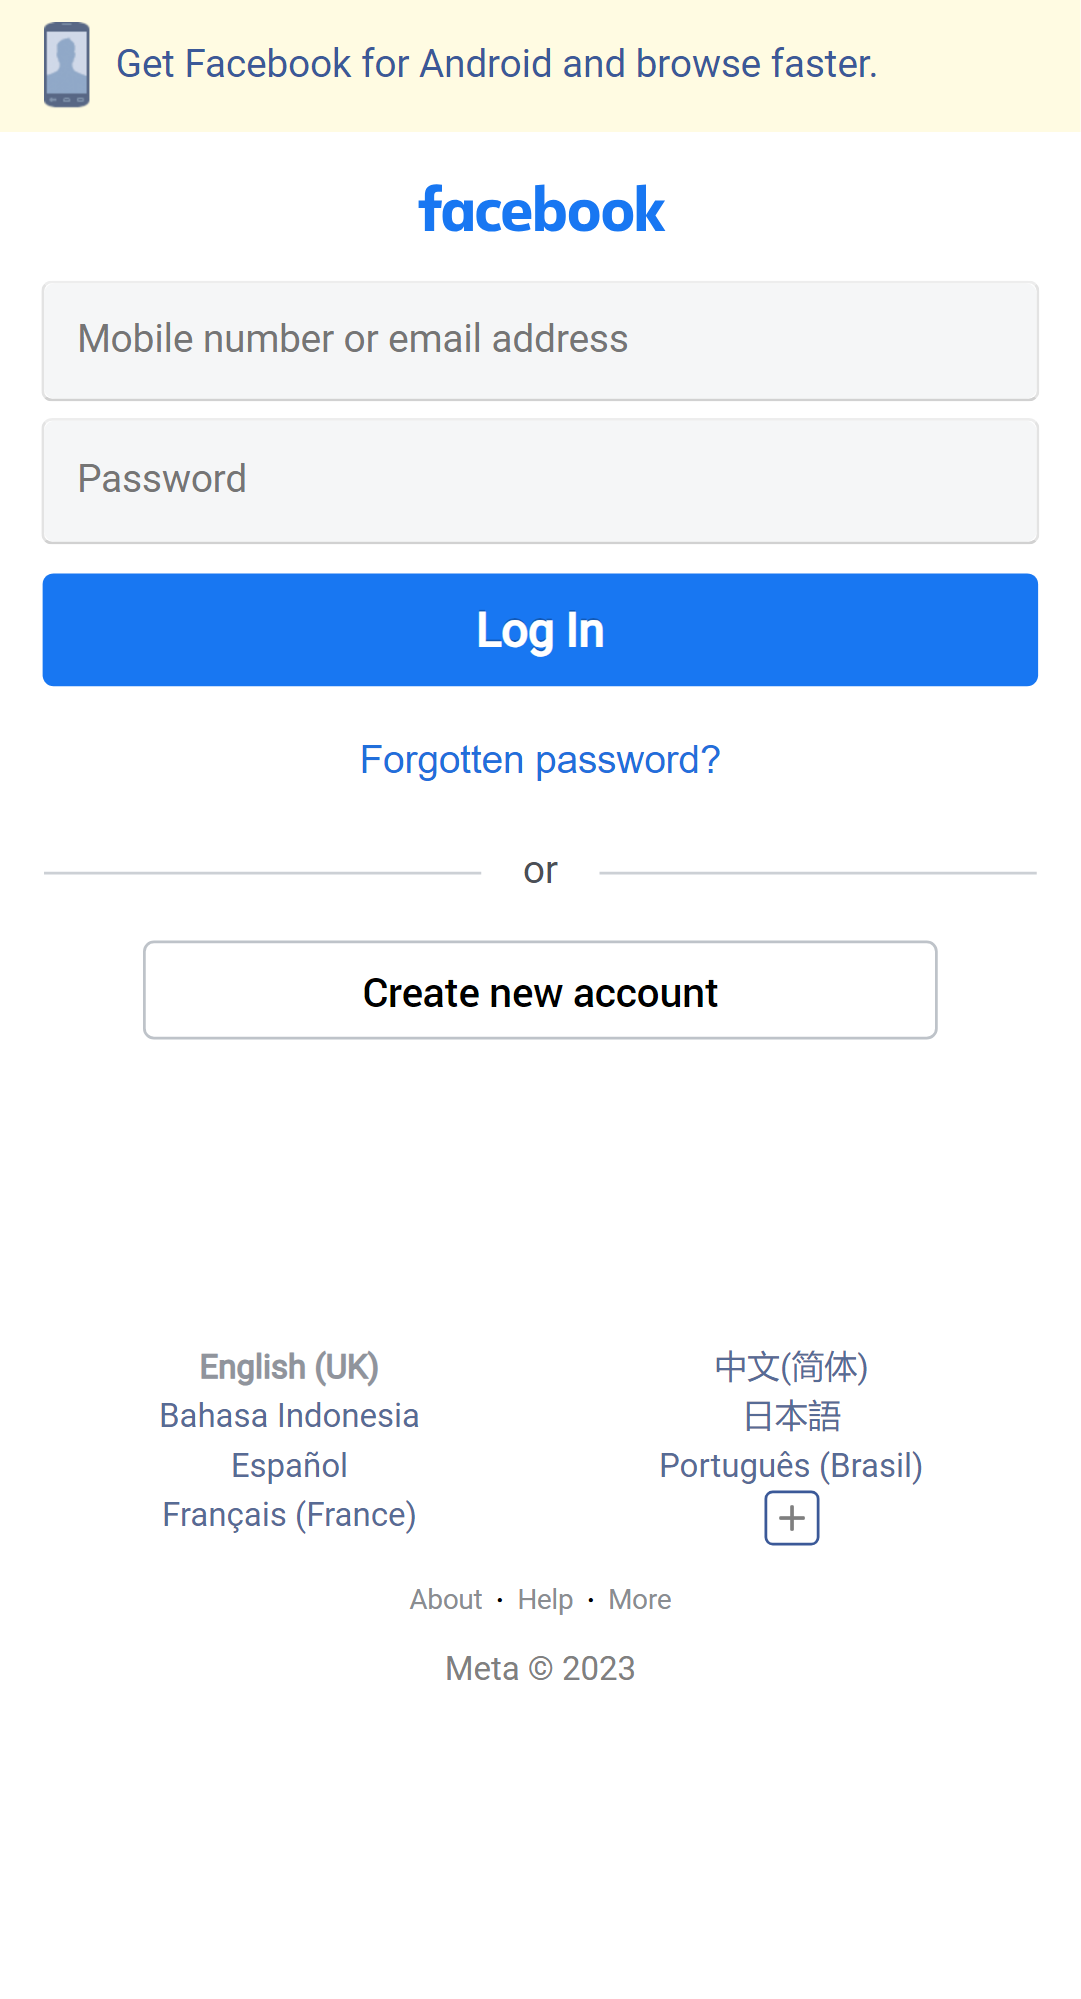 Get Facebook for Android and browse faster.
facebook
Mobile number or email address
Password
Log In
Forgotten password?
or
Create new account
English (UK)
Bahasa Indonesia
Español
Français (France)
中文(简体)
日本語
Português (Brasil)
About · Help · More
Meta © 2023